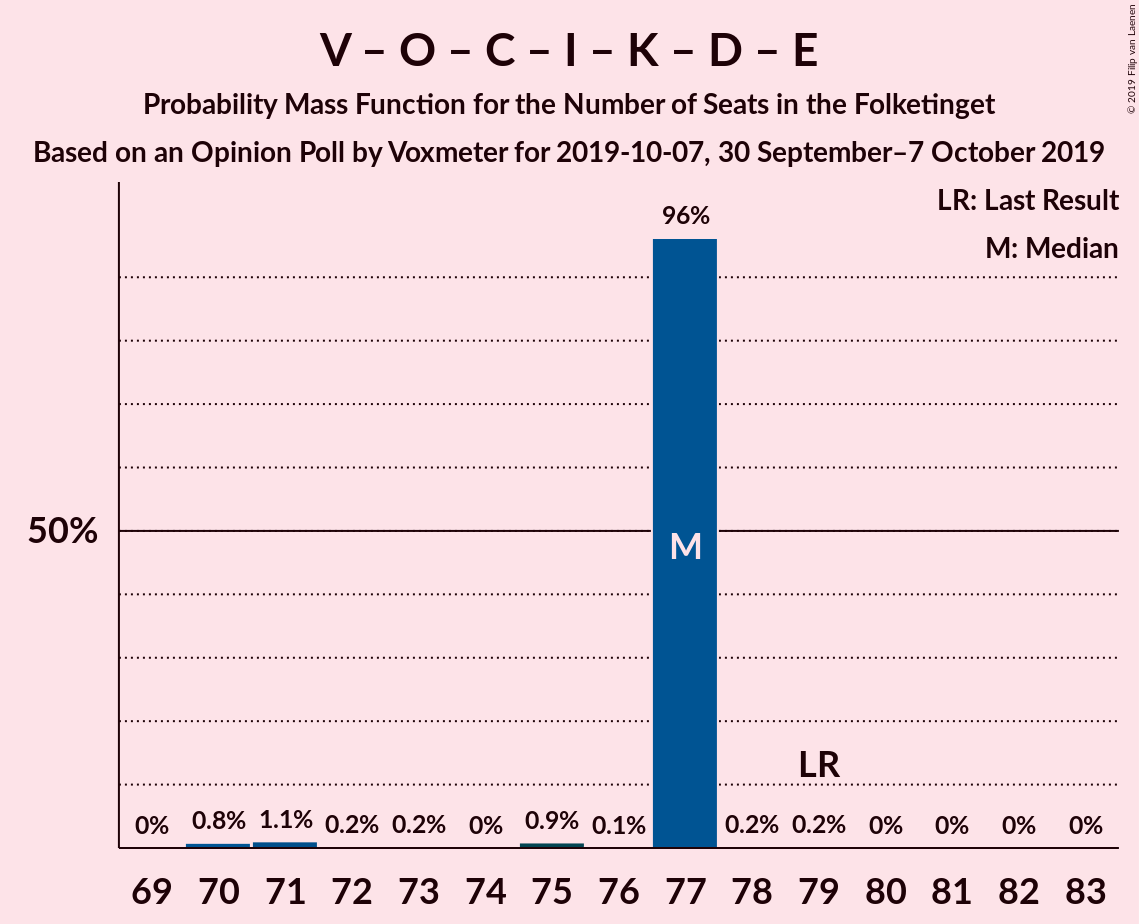 V – O – C – I – K – D – E
Probability Mass Function for the Number of Seats in the Folketinget
Based on an Opinion Poll by Voxmeter for 2019-10-07, 30 September–7 October 2019
© 2019 Filip van Laenen
LR: Last Result
M: Median
96%
50%
M
LR
0% 0.8% 1.1% 0.2% 0.2% 0% 0.9% 0.1% 0.2% 0.2% 0% 0% 0% 0%
69 70 71 72 73 74 75 76 77 78 79 80 81 82 83